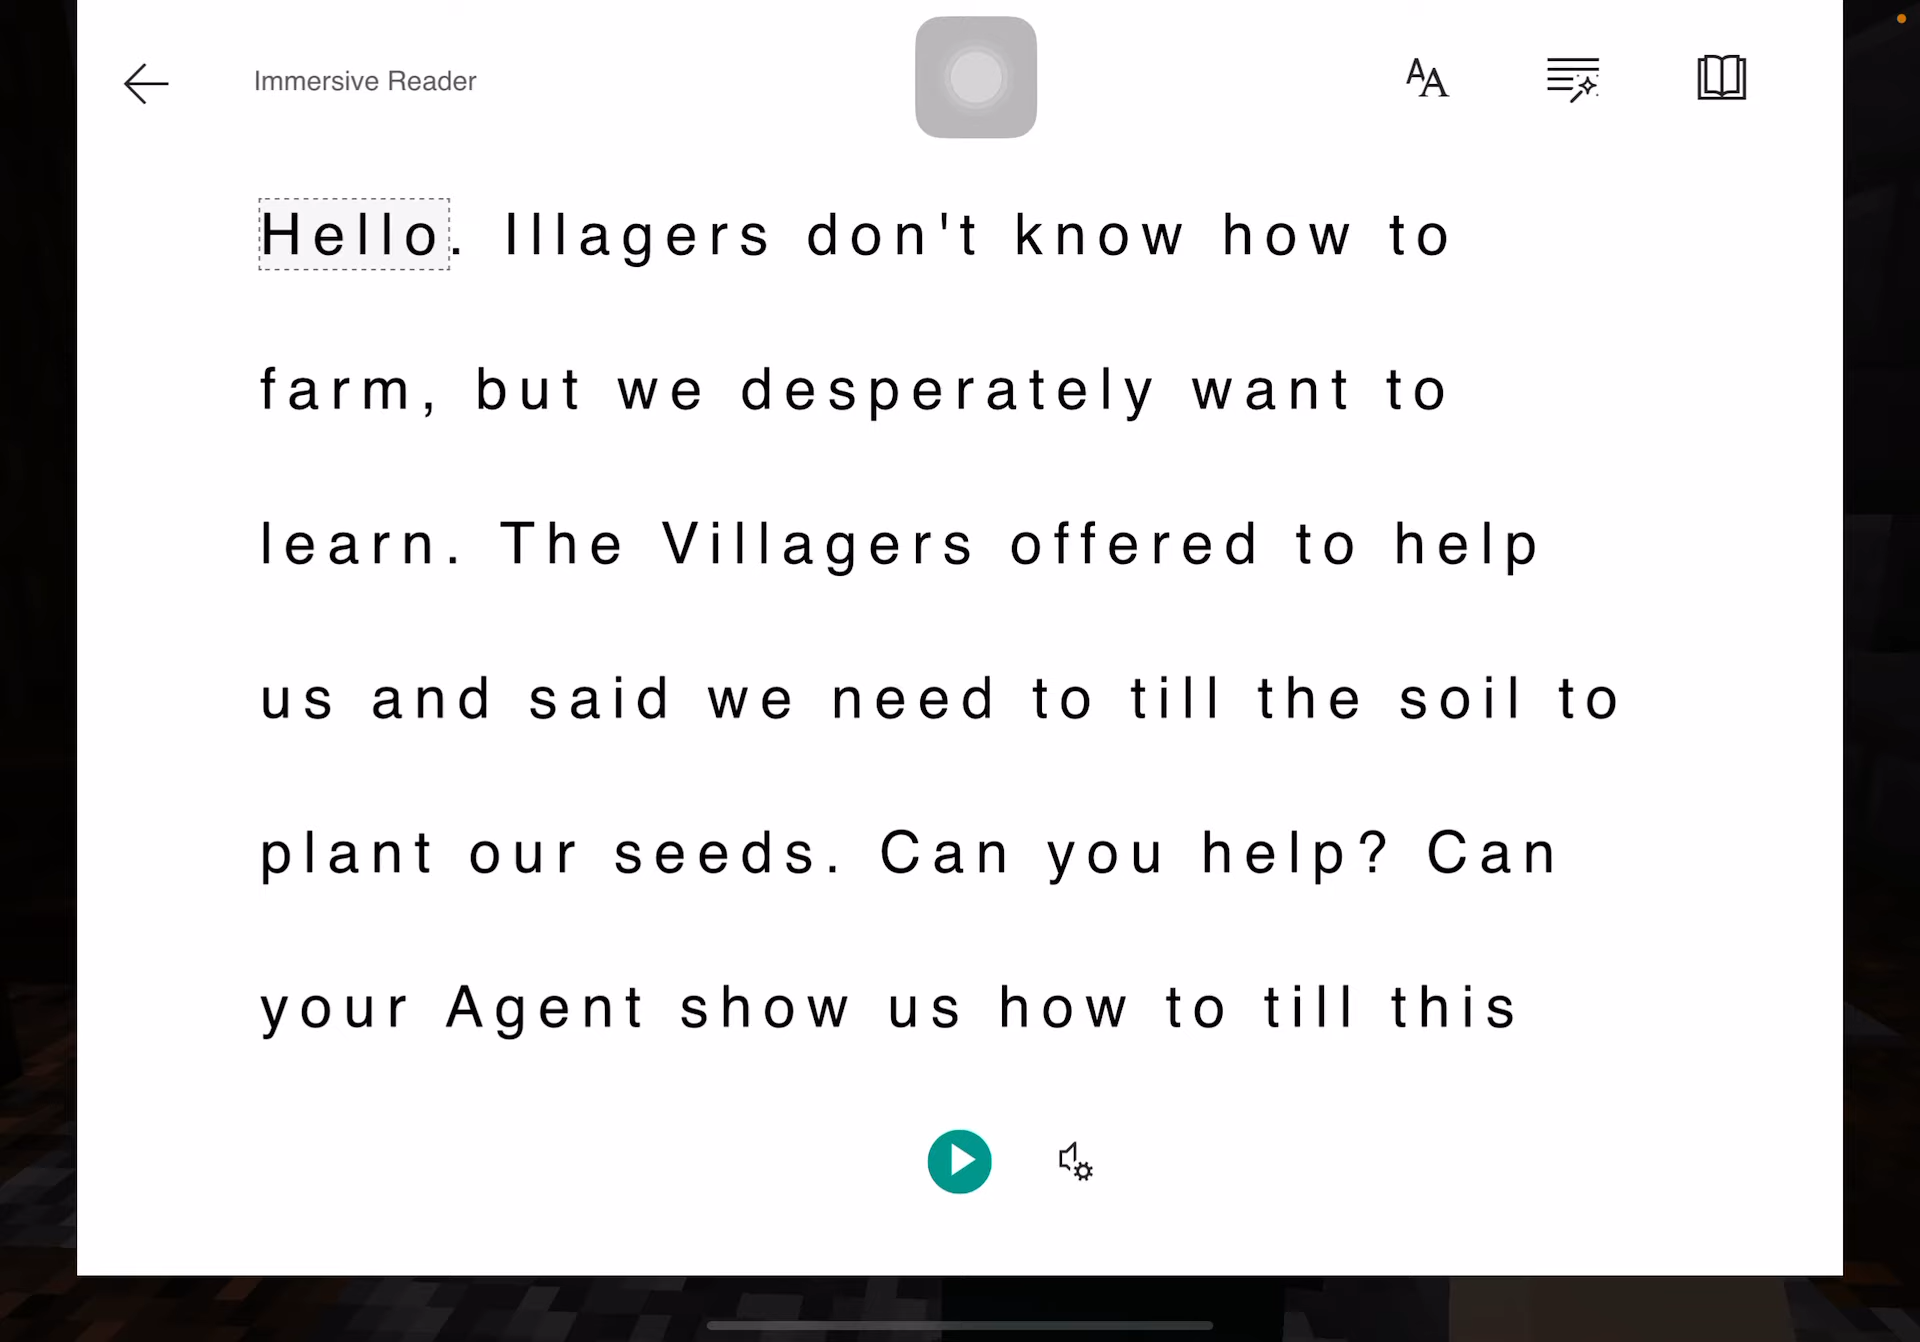 Immersive Reader
Hello. Illagers don't know how to
farm, but we desperately want to
learn. The Villagers offered to help
us and said we need to till the soil to
plant our seeds. Can you help? Can
your Agent show us how to till this